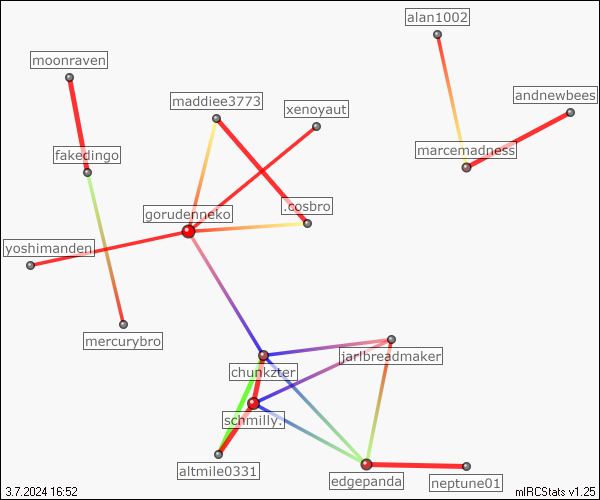 alan1002
moonraven
andnewbees
maddiee3773
xenoyaut
marcemadness
fakedingo
.cosbro
gorudenneko
yoshimanden
mercurybro
jarlbreadmaker
chunkzter
schmilly.
altmile0331
edgepanda
neptune01
3.7.2024 16:52
mIRCStats v1.25